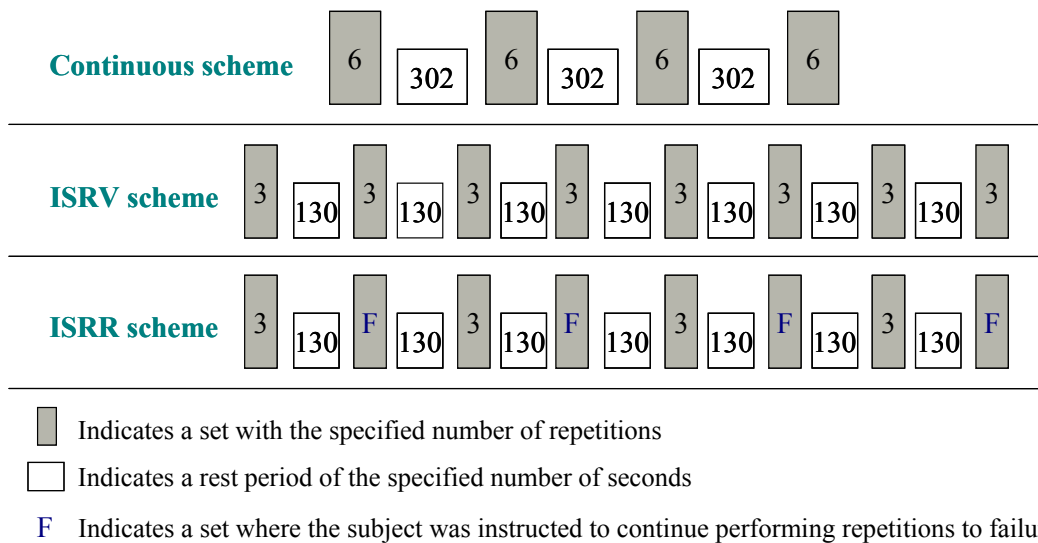 Continuous scheme 6 302 6 302 6 302 6
ISRV scheme 3 130 3 130 3 130 3 130 3 130 3 130 3 130 3
ISRR scheme 3 130 F 130 3 130 F 130 3 130 F 130 3 130 F
Indicates a set with the specified number of repetitions
Indicates a rest period of the specified number of seconds
F Indicates a set where the subject was instructed to continue performing repetitions to failu